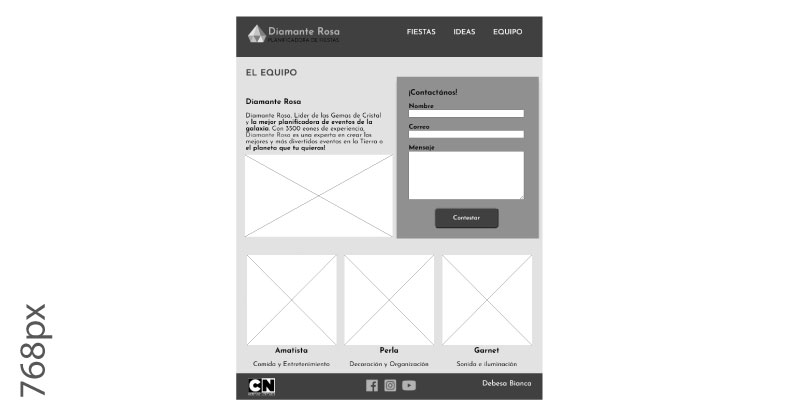 Diamante Rosa
PLANIFICADORA DE FIESTAS
FIESTAS IDEAS EQUIPO
EL EQUIPO
Diamante Rosa
Diamante Rosa, Líder de las Gemas de Cristal
y la mejor planificadora de eventos de la
galaxia. Con 3500 eones de experiencia,
Diamante Rosa es una experta en crear los
mejores y más divertidos eventos en la Tierra o
el planeta que tu quieras!
¡Contactános!
Nombre
Correo
Mensaje
Contestar
Amatista
Comida y Entretenimiento
Perla
Decoración y Organización
Garnet
Sonido e iluminación
CN
Debesa Bianca
768px